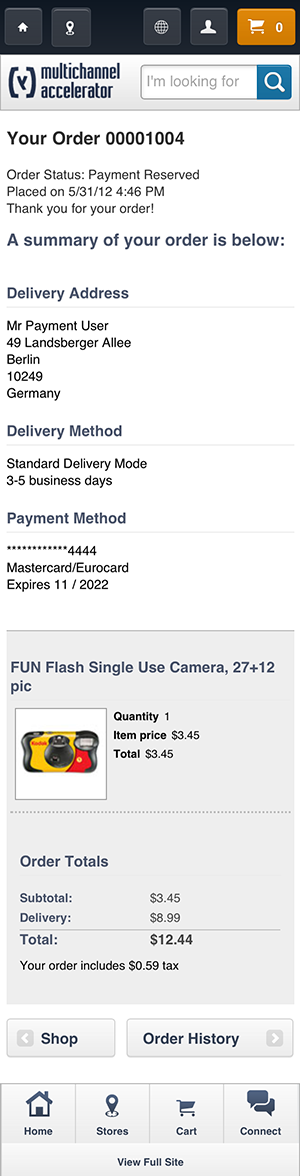 0
(y) multichannel
accelerator
I'm looking for
Your Order 00001004
Order Status: Payment Reserved
Placed on 5/31/12 4:46 PM
Thank you for your order!
A summary of your order is below:
Delivery Address
Mr Payment User
49 Landsberger Allee
Berlin
10249
Germany
Delivery Method
Standard Delivery Mode
3-5 business days
Payment Method
************4444
Mastercard/Eurocard
Expires 11 / 2022
FUN Flash Single Use Camera, 27+12
pic
Kodak
Quantity 1
Item price $3.45
Total $3.45
Order Totals
Subtotal: $3.45
Delivery: $8.99
Total: $12.44
Your order includes $0.59 tax
Shop
Order History
Home
Stores
Cart
Connect
View Full Site